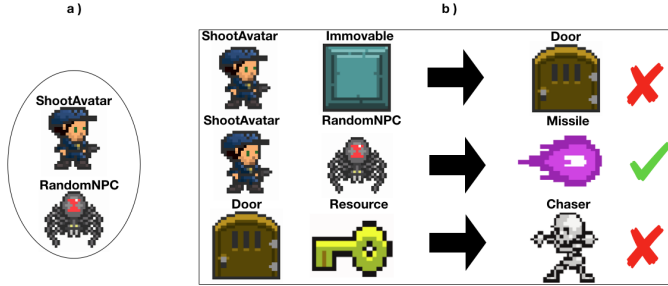 a )
ShootAvatar
RandomNPC
b )
ShootAvatar Immovable Door
ShootAvatar RandomNPC Missile
Door Resource Chaser